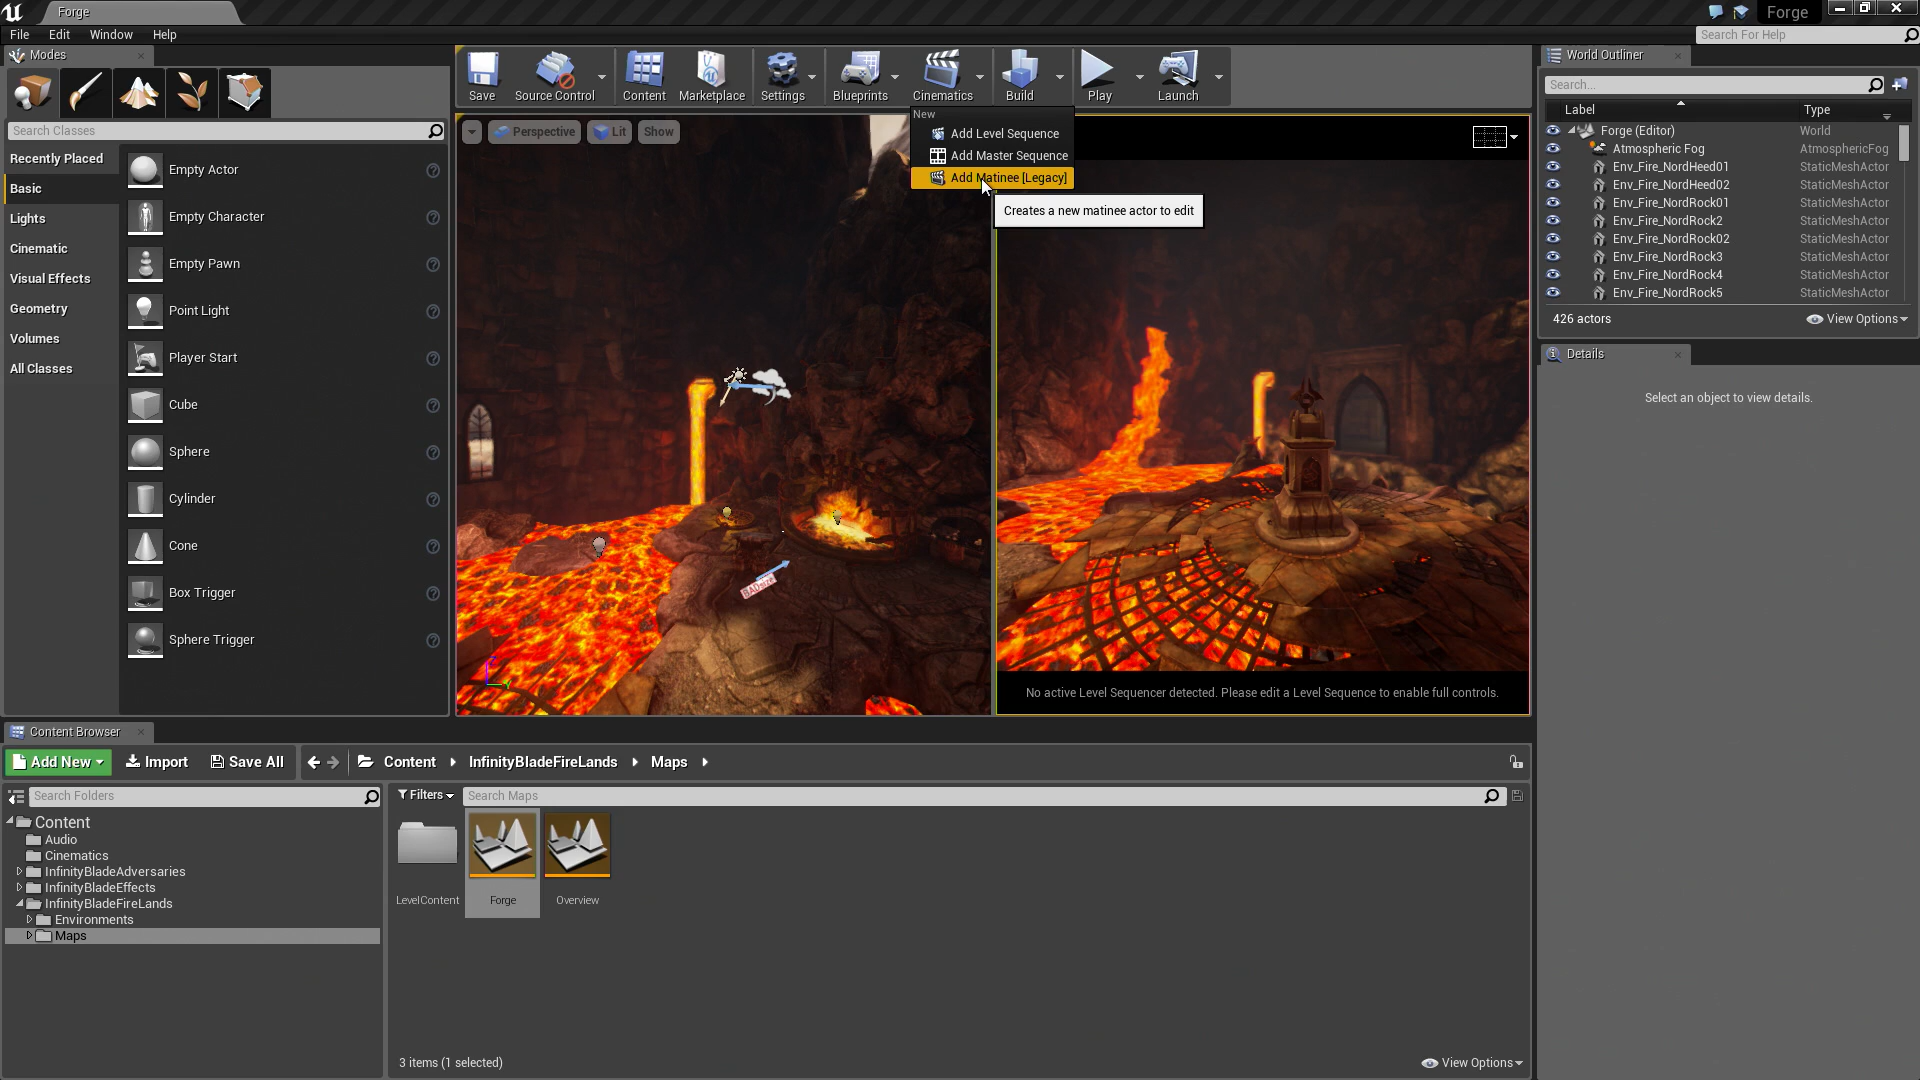 Forge
Forge
File Edit Window Help
Search For Help
Modes
Search Classes
Recently Placed
Basic
Lights
Cinematic
Visual Effects
Geometry
Volumes
All Classes
Empty Actor
Empty Character
Empty Pawn
Point Light
Player Start
Cube
Sphere
Cylinder
Cone
Box Trigger
Sphere Trigger
Save Source Control Content Marketplace Settings Blueprints Cinematics Build Play Launch
New
Add Level Sequence
Add Master Sequence
Add Matinee [Legacy]
Creates a new matinee actor to edit
Perspective Lit Show
No active Level Sequencer detected. Please edit a Level Sequence to enable full controls.
World Outliner
Search...
Label Type
Forge (Editor) World
Atmospheric Fog AtmosphericFog
Env_Fire_NordHeed01 StaticMeshActor
Env_Fire_NordHeed02 StaticMeshActor
Env_Fire_NordRock01 StaticMeshActor
Env_Fire_NordRock2 StaticMeshActor
Env_Fire_NordRock02 StaticMeshActor
Env_Fire_NordRock3 StaticMeshActor
Env_Fire_NordRock4 StaticMeshActor
Env_Fire_NordRock5 StaticMeshActor
426 actors View Options
Details
Select an object to view details.
Content Browser
Add New Import Save All Content InfinityBladeFireLands Maps
Search Folders
Content
Audio
Cinematics
InfinityBladeAdversaries
InfinityBladeEffects
InfinityBladeFireLands
Environments
Maps
Filters Search Maps
LevelContent Forge Overview
3 items (1 selected) View Options